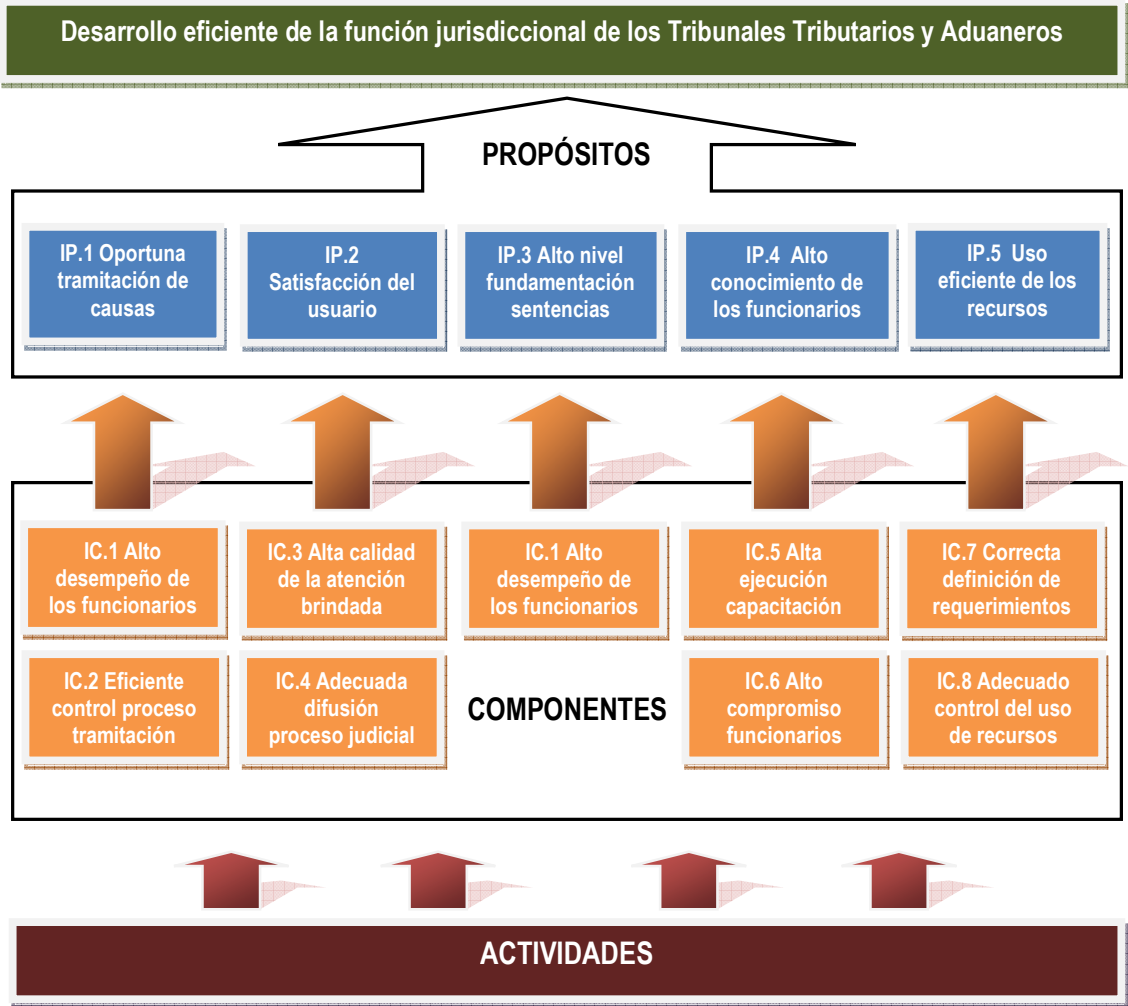 Desarrollo eficiente de la función jurisdiccional de los Tribunales Tributarios y Aduaneros
PROPÓSITOS
IP.1 Oportuna
tramitación de
causas
IP.2
Satisfacción del
usuario
IP.3 Alto nivel
fundamentación
sentencias
IP.4 Alto
conocimiento de
los funcionarios
IP.5 Uso
eficiente de los
recursos
IC.1 Alto
desempeño de
los funcionarios
IC.3 Alta calidad
de la atención
brindada
IC.1 Alto
desempeño de
los funcionarios
IC.5 Alta
ejecución
capacitación
IC.7 Correcta
definición de
requerimientos
IC.2 Eficiente
control proceso
tramitación
IC.4 Adecuada
difusión
proceso judicial
COMPONENTES
IC.6 Alto
compromiso
funcionarios
IC.8 Adecuado
control del uso
de recursos
ACTIVIDADES